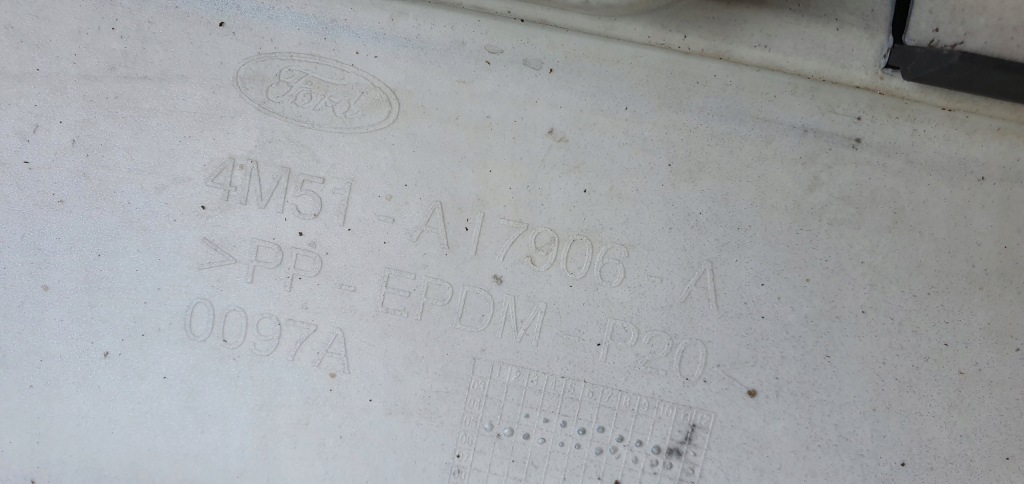 Ford
4M51 - A17906 - A
>PP - EPDM - P20
0097A